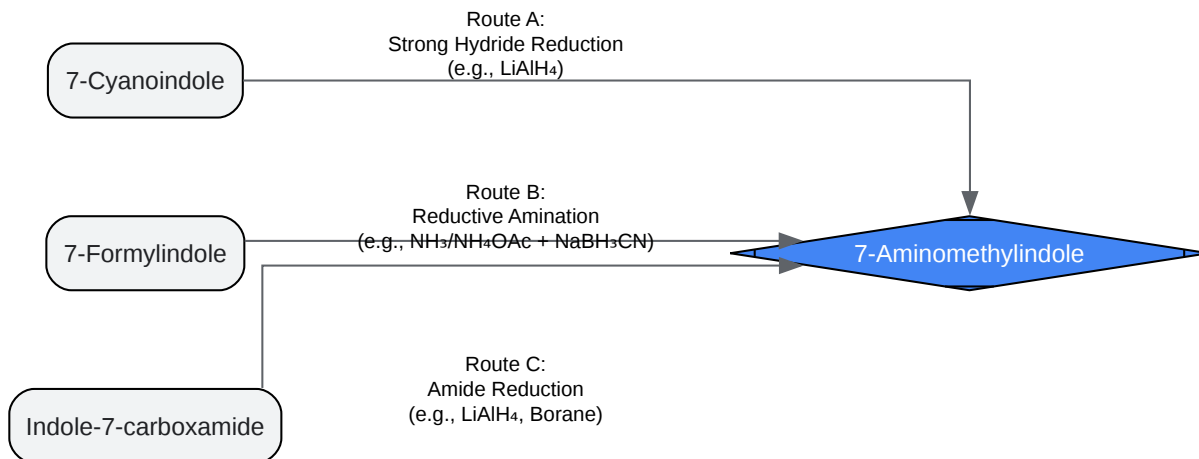 Route A:
Strong Hydride Reduction
(e.g., LiAlH₄)
7-Cyanoindole
Route B:
Reductive Amination
(e.g., NH₃/NH₄OAc + NaBH₃CN)
7-Formylindole
7-Aminomethylindole
Route C:
Amide Reduction
(e.g., LiAlH₄, Borane)
Indole-7-carboxamide